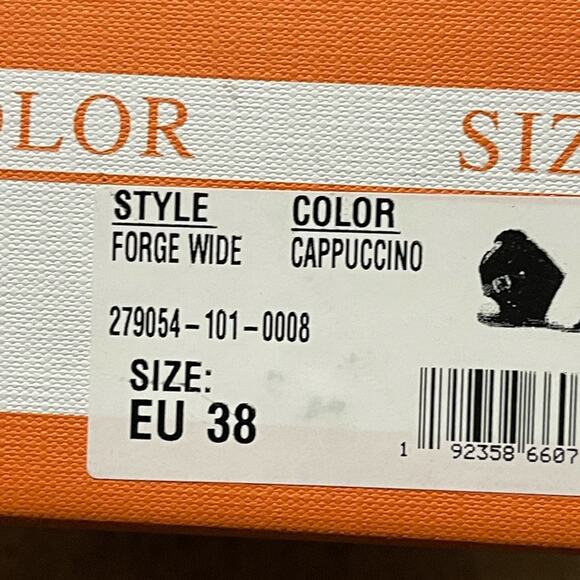 OLOR SIZ
STYLE COLOR
FORGE WIDE CAPPUCCINO
279054-101-0008
SIZE:
EU 38
1 92358 6607